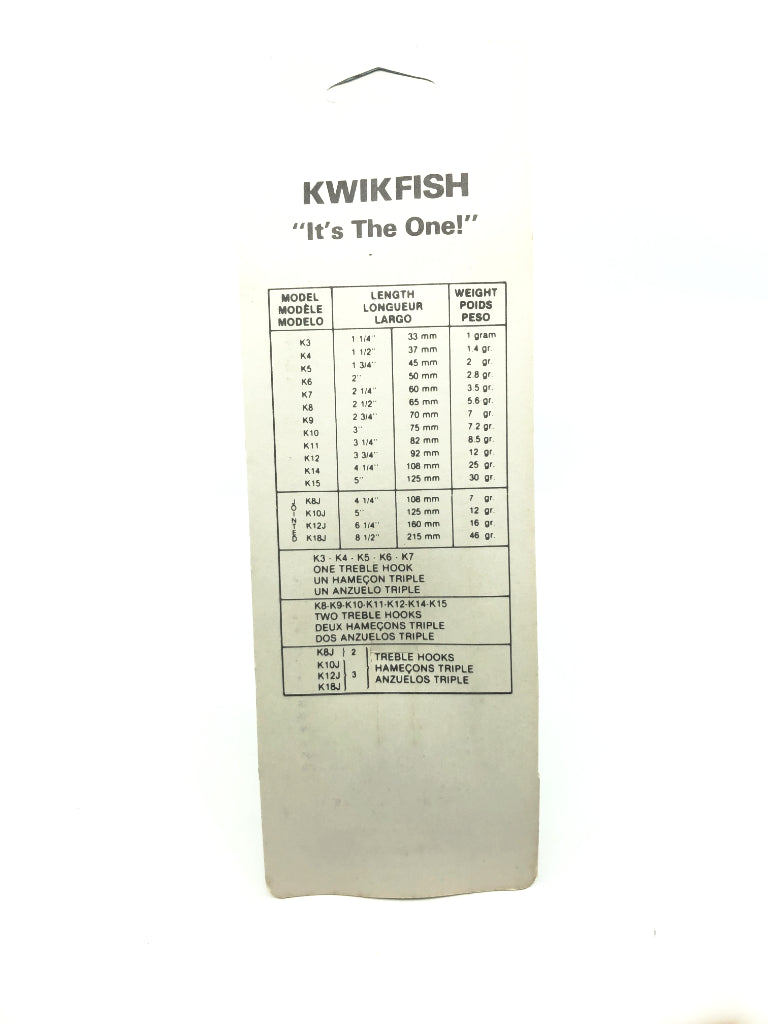 KWIKFISH
"It's The One!"
MODEL LENGTH WEIGHT
MODÈLE LONGUEUR POIDS
MODELO LARGO PESO
K3 1 1/4" 33 mm 1 gram
K4 1 1/2" 37 mm 1.4 gr.
K5 1 3/4" 45 mm 2 gr.
K6 2" 50 mm 2.8 gr.
K7 2 1/4" 60 mm 3.5 gr.
K8 2 1/2" 65 mm 5.6 gr.
K9 2 3/4" 70 mm 7 gr.
K10 3" 75 mm 7.2 gr.
K11 3 1/4" 82 mm 8.5 gr.
K12 3 3/4" 92 mm 12 gr.
K14 4 1/4" 108 mm 25 gr.
K15 5" 125 mm 30 gr.
JOINTED
K8J 4 1/4" 108 mm 7 gr.
K10J 5" 125 mm 12 gr.
K12J 6 1/4" 160 mm 16 gr.
K18J 8 1/2" 215 mm 46 gr.
K3 - K4 - K5 - K6 - K7
ONE TREBLE HOOK
UN HAMEÇON TRIPLE
UN ANZUELO TRIPLE
K8-K9-K10-K11-K12-K14-K15
TWO TREBLE HOOKS
DEUX HAMEÇONS TRIPLE
DOS ANZUELOS TRIPLE
K8J 2 TREBLE HOOKS
K10J HAMEÇONS TRIPLE
K12J 3 ANZUELOS TRIPLE
K18J